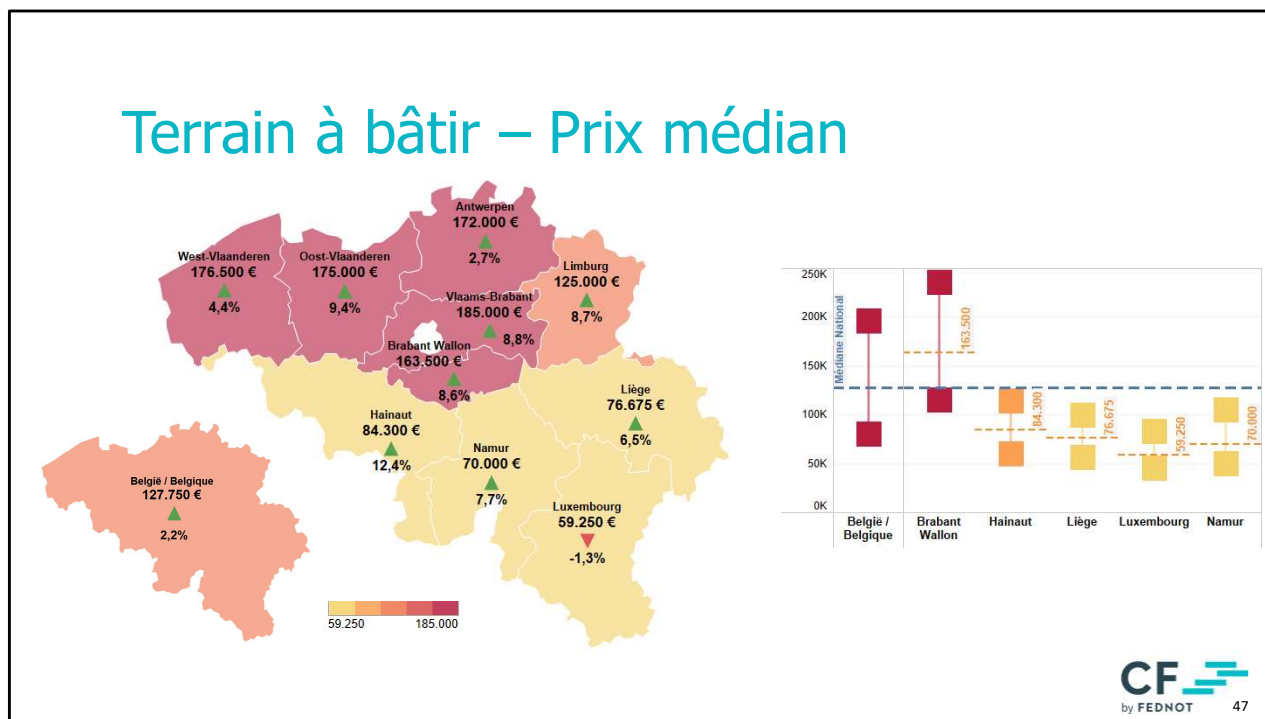 Terrain à bâtir – Prix médian
Antwerpen
172.000 €
2,7%
West-Vlaanderen
176.500 €
4,4%
Oost-Vlaanderen
175.000 €
9,4%
Limburg
125.000 €
8,7%
Vlaams-Brabant
185.000 €
8,8%
Brabant Wallon
163.500 €
8,6%
Liège
76.675 €
6,5%
Hainaut
84.300 €
12,4%
Namur
70.000 €
7,7%
Luxembourg
59.250 €
-1,3%
België / Belgique
127.750 €
2,2%
59.250
185.000
250K
200K
150K
100K
50K
0K
Médiane National
163.500
84.300
76.675
59.250
70.000
België /
Belgique
Brabant
Wallon
Hainaut
Liège
Luxembourg
Namur
CF
by FEDNOT
47